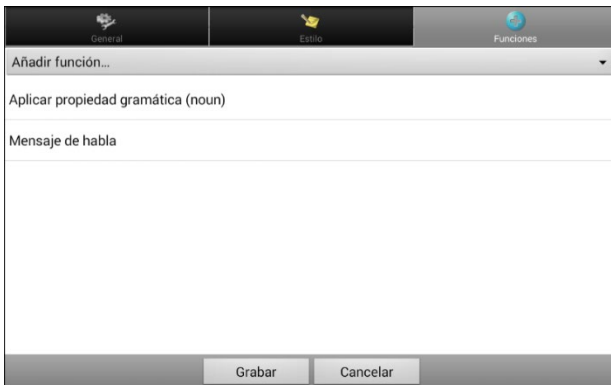 General
Estilo
Funciones
Añadir función...
Aplicar propiedad gramática (noun)
Mensaje de habla
Grabar
Cancelar